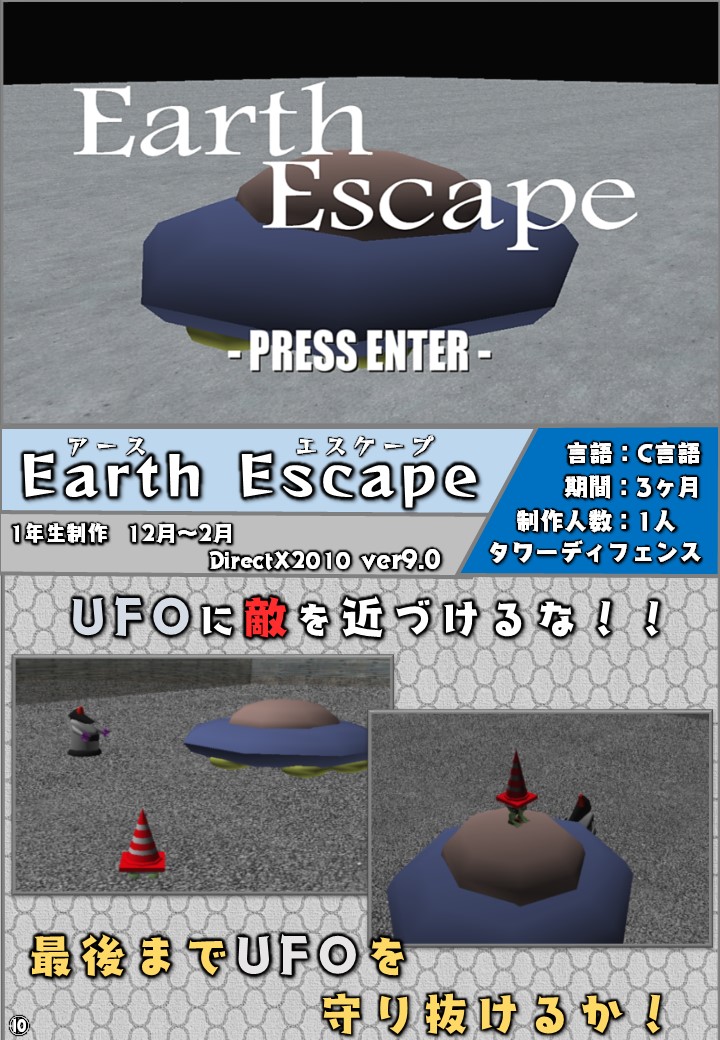 Earth
Escape
- PRESS ENTER -
アース エスケープ
Earth Escape
言語：C言語
期間：3ヶ月
制作人数：1人
タワーディフェンス
1年生制作 12月～2月
DirectX2010 ver9.0
UFOに敵を近づけるな！！
最後までUFOを
守り抜けるか！
10